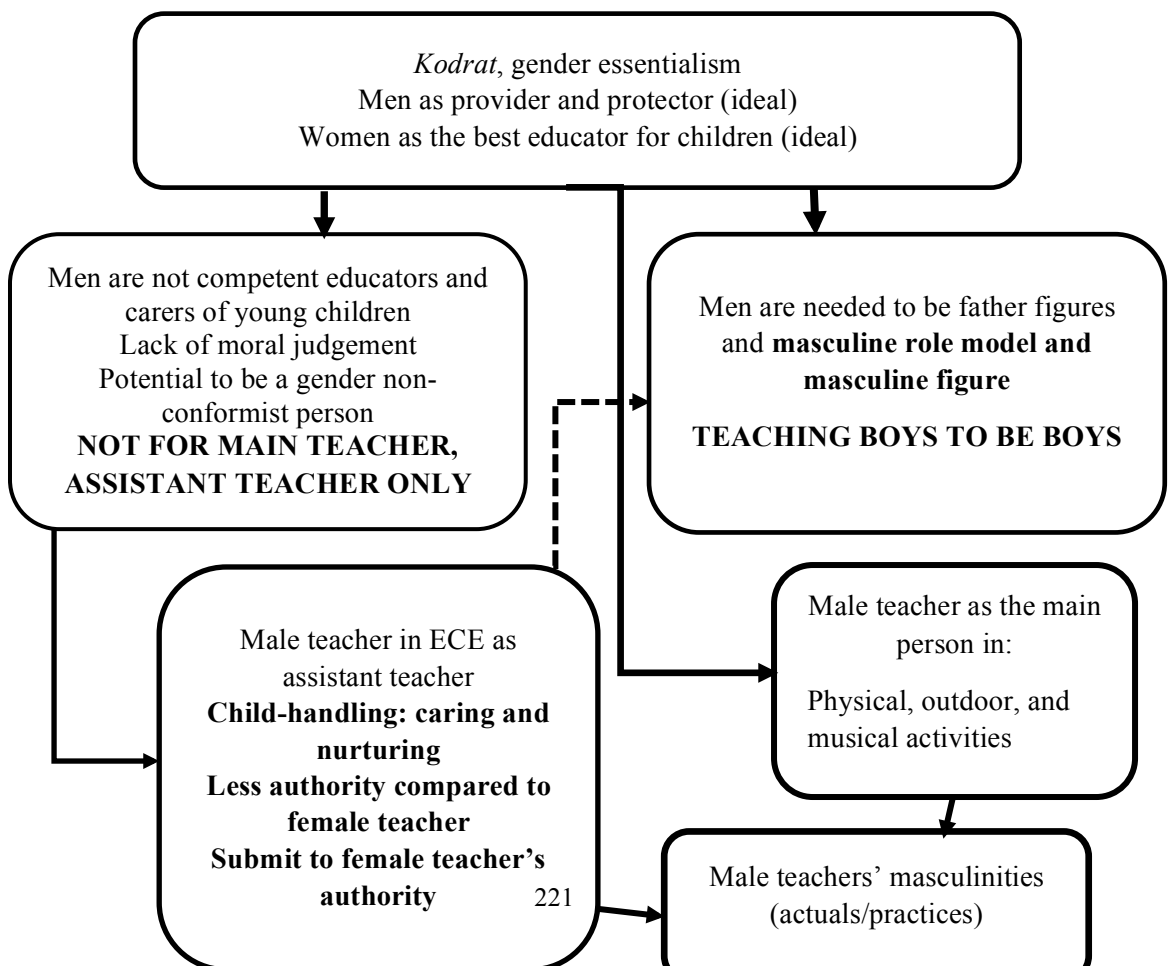 Kodrat, gender essentialism
Men as provider and protector (ideal)
Women as the best educator for children (ideal)
Men are not competent educators and
carers of young children
Lack of moral judgement
Potential to be a gender non-
conformist person
NOT FOR MAIN TEACHER,
ASSISTANT TEACHER ONLY
Men are needed to be father figures
and masculine role model and
masculine figure
TEACHING BOYS TO BE BOYS
Male teacher in ECE as
assistant teacher
Child-handling: caring and
nurturing
Less authority compared to
female teacher
Submit to female teacher’s
authority
221
Male teacher as the main
person in:
Physical, outdoor, and
musical activities
Male teachers’ masculinities
(actuals/practices)